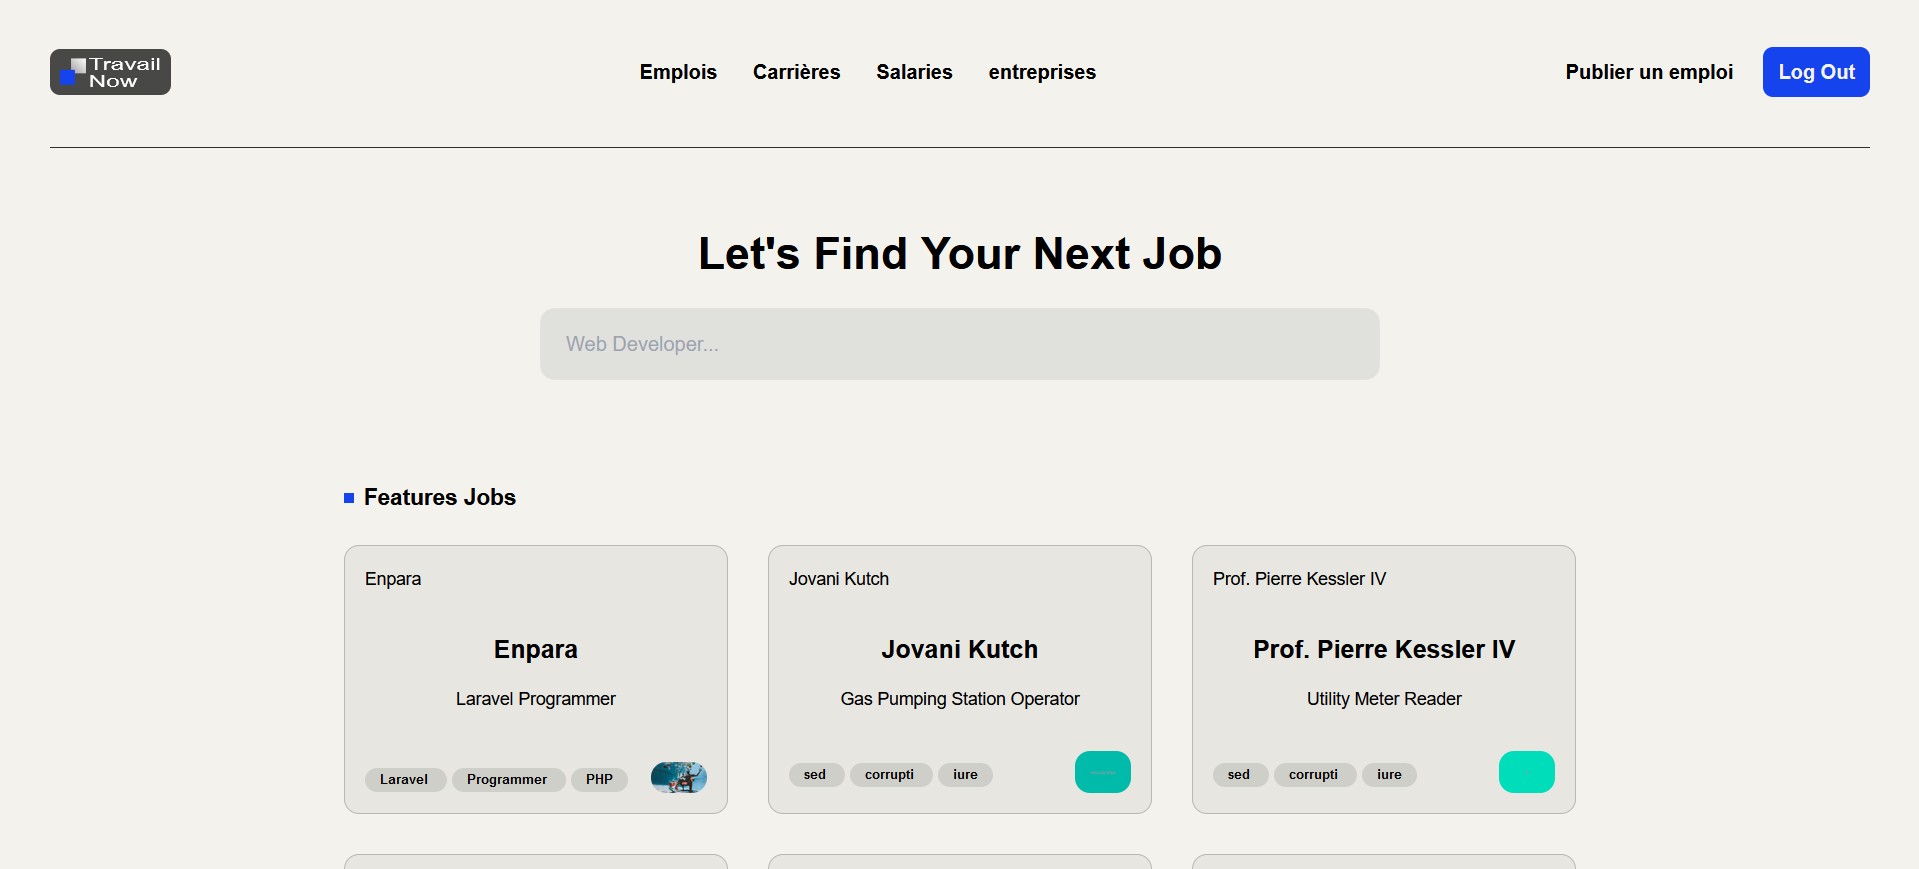 Travail
Now
Emplois Carrières Salaries entreprises
Publier un emploi Log Out
Let's Find Your Next Job
Web Developer...
Features Jobs
Enpara
Enpara
Laravel Programmer
Laravel Programmer PHP
Jovani Kutch
Jovani Kutch
Gas Pumping Station Operator
sed corrupti iure
Prof. Pierre Kessler IV
Prof. Pierre Kessler IV
Utility Meter Reader
sed corrupti iure